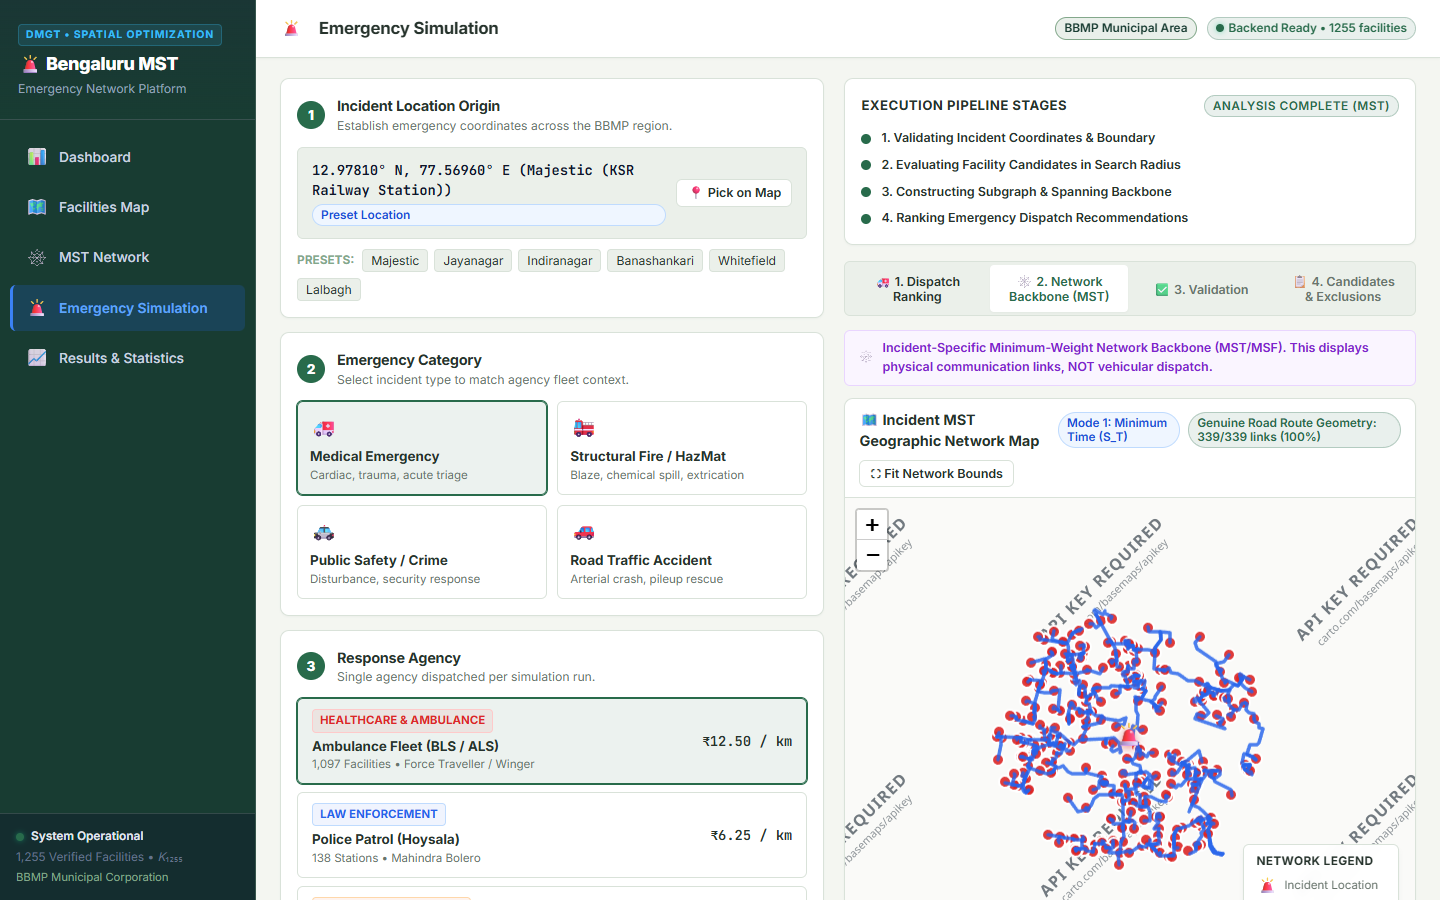 DMGT • SPATIAL OPTIMIZATION
Bengaluru MST
Emergency Network Platform
Dashboard
Facilities Map
MST Network
Emergency Simulation
Results & Statistics
System Operational
1,255 Verified Facilities • K₁₂₅₅
BBMP Municipal Corporation
Emergency Simulation
BBMP Municipal Area
Backend Ready • 1255 facilities
1
Incident Location Origin
Establish emergency coordinates across the BBMP region.
12.97810° N, 77.56960° E (Majestic (KSR
Railway Station))
Preset Location
Pick on Map
PRESETS:
Majestic
Jayanagar
Indiranagar
Banashankari
Whitefield
Lalbagh
2
Emergency Category
Select incident type to match agency fleet context.
Medical Emergency
Cardiac, trauma, acute triage
Structural Fire / HazMat
Blaze, chemical spill, extrication
Public Safety / Crime
Disturbance, security response
Road Traffic Accident
Arterial crash, pileup rescue
3
Response Agency
Single agency dispatched per simulation run.
HEALTHCARE & AMBULANCE
Ambulance Fleet (BLS / ALS)
1,097 Facilities • Force Traveller / Winger
₹12.50 / km
LAW ENFORCEMENT
Police Patrol (Hoysala)
138 Stations • Mahindra Bolero
₹6.25 / km
EXECUTION PIPELINE STAGES
ANALYSIS COMPLETE (MST)
1. Validating Incident Coordinates & Boundary
2. Evaluating Facility Candidates in Search Radius
3. Constructing Subgraph & Spanning Backbone
4. Ranking Emergency Dispatch Recommendations
1. Dispatch
Ranking
2. Network
Backbone (MST)
3. Validation
4. Candidates
& Exclusions
Incident-Specific Minimum-Weight Network Backbone (MST/MSF). This displays
physical communication links, NOT vehicular dispatch.
Incident MST
Geographic Network Map
Mode 1: Minimum
Time (S_T)
Genuine Road Route Geometry:
339/339 links (100%)
Fit Network Bounds
+
−
API KEY REQUIRED
carto.com/basemaps/apikey
NETWORK LEGEND
Incident Location